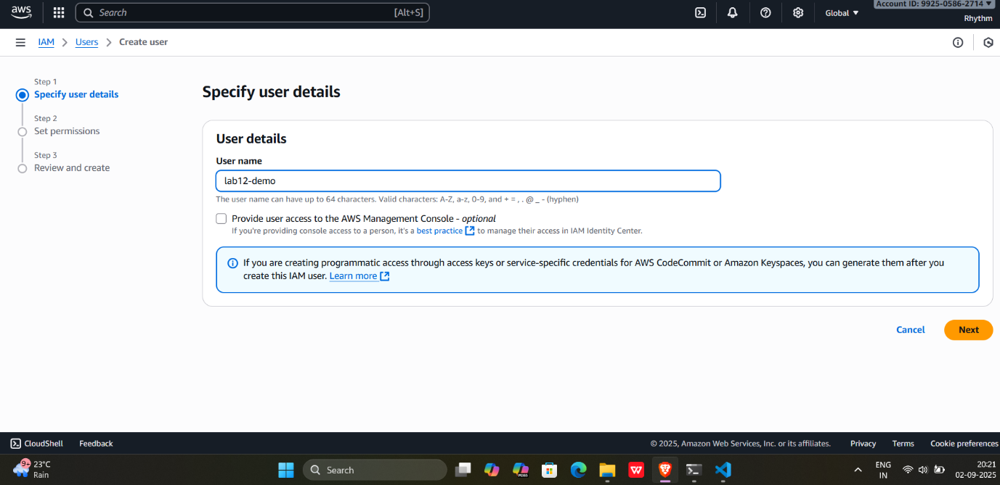 aws
Search [Alt+S]
Global
Account ID: 9925-0586-2714
Rhythm
IAM
Users
Create user
Step 1
Specify user details
Step 2
Set permissions
Step 3
Review and create
Specify user details
User details
User name
lab12-demo
The user name can have up to 64 characters. Valid characters: A-Z, a-z, 0-9, and + = , . @ _ - (hyphen)
Provide user access to the AWS Management Console - optional
If you're providing console access to a person, it's a best practice to manage their access in IAM Identity Center.
If you are creating programmatic access through access keys or service-specific credentials for AWS CodeCommit or Amazon Keyspaces, you can generate them after you
create this IAM user. Learn more
Cancel
Next
CloudShell
Feedback
© 2025, Amazon Web Services, Inc. or its affiliates.
Privacy
Terms
Cookie preferences
9+
23°C
Rain
Search
ENG
IN
20:21
02-09-2025